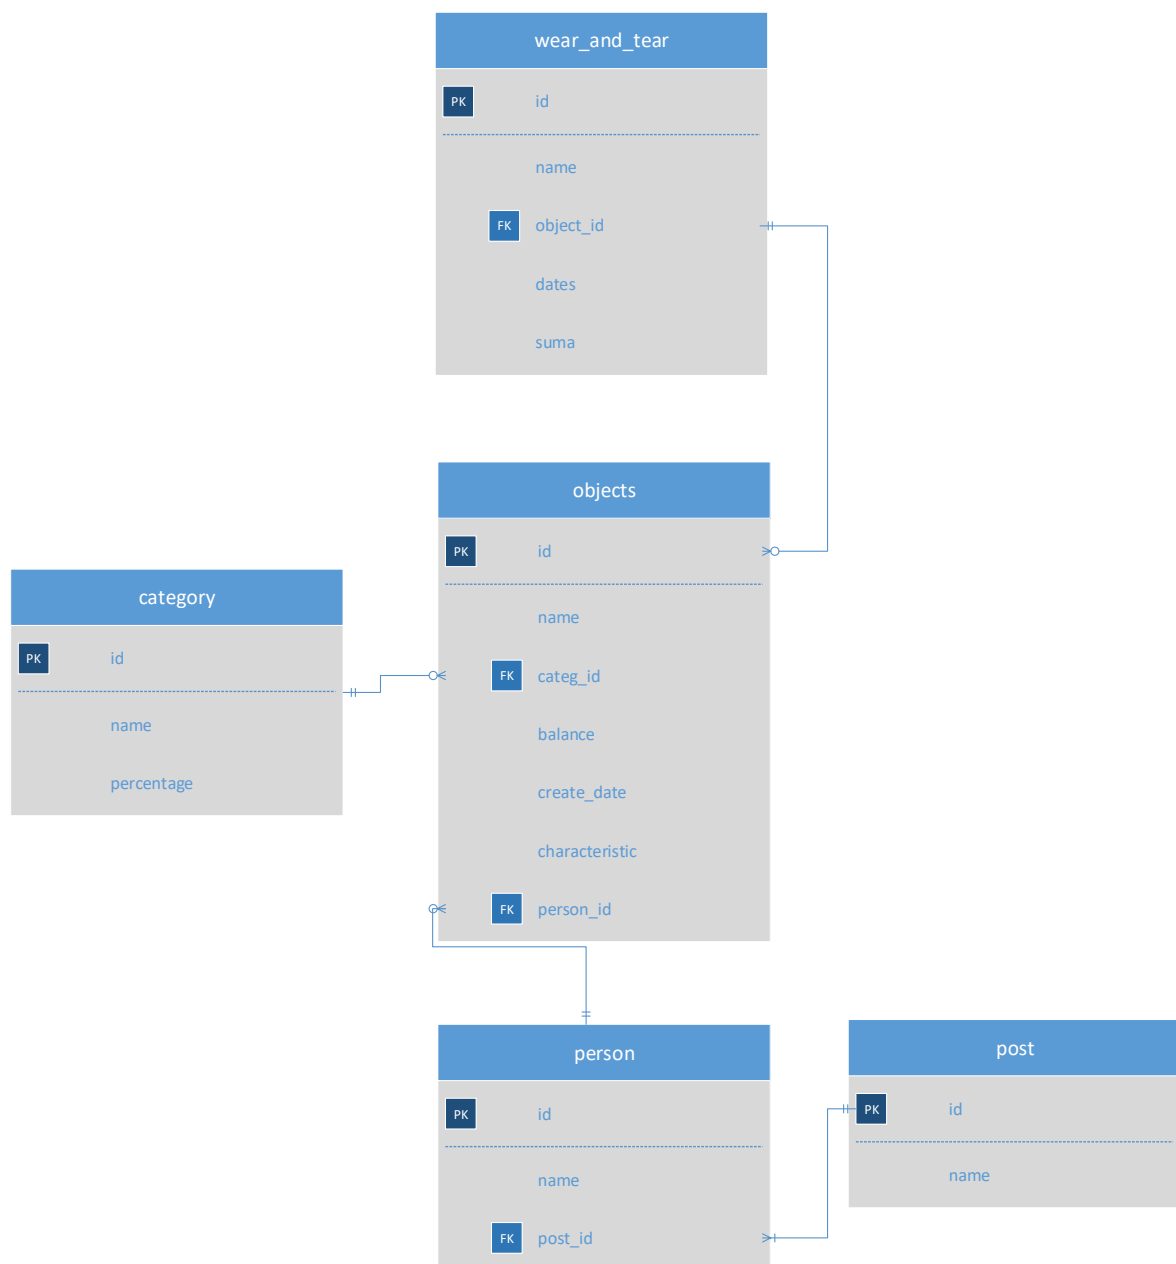 wear_and_tear
PK id
name
FK object_id
dates
suma
objects
PK id
name
FK categ_id
balance
create_date
characteristic
FK person_id
category
PK id
name
percentage
person
PK id
name
FK post_id
post
PK id
name